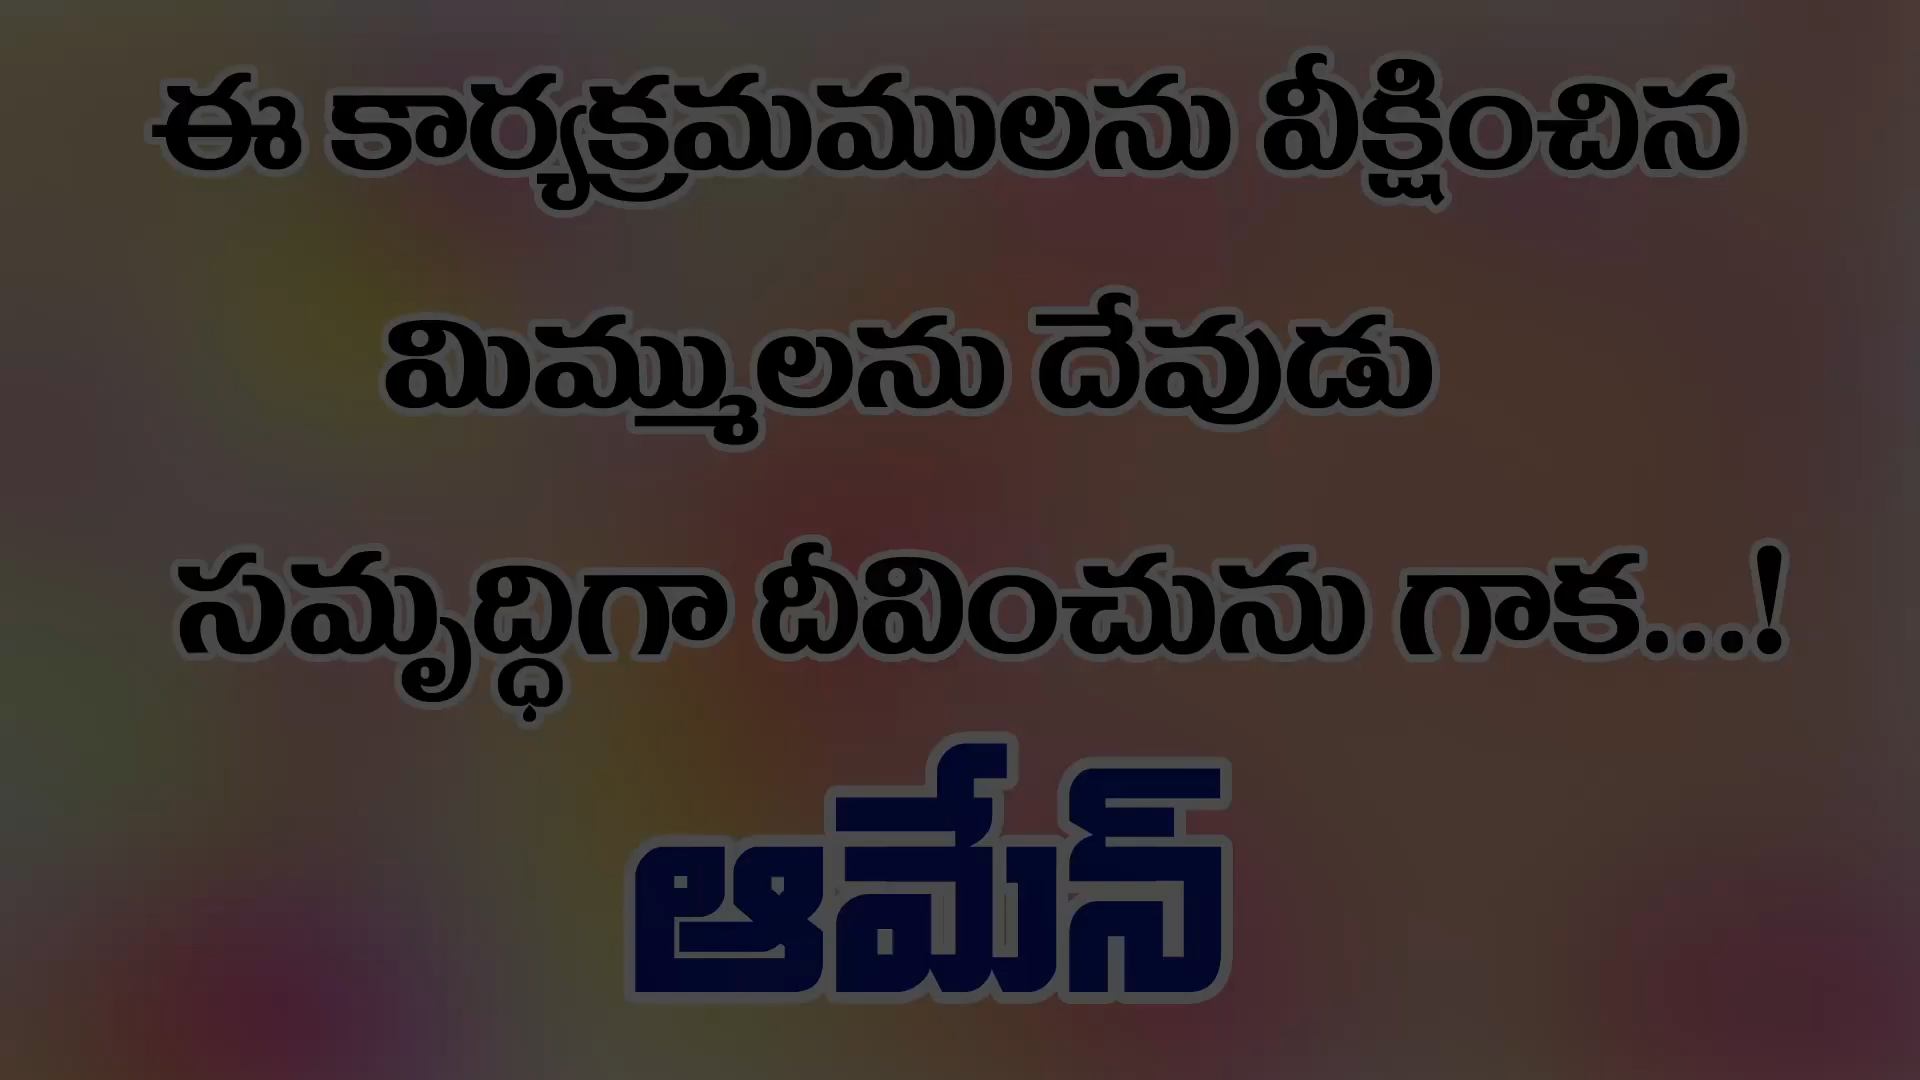 ఈ కార్యక్రమములను వీక్షించిన
మిమ్ములను దేవుడు
సమృద్ధిగా దీవించును గాక...!
ఆమేన్